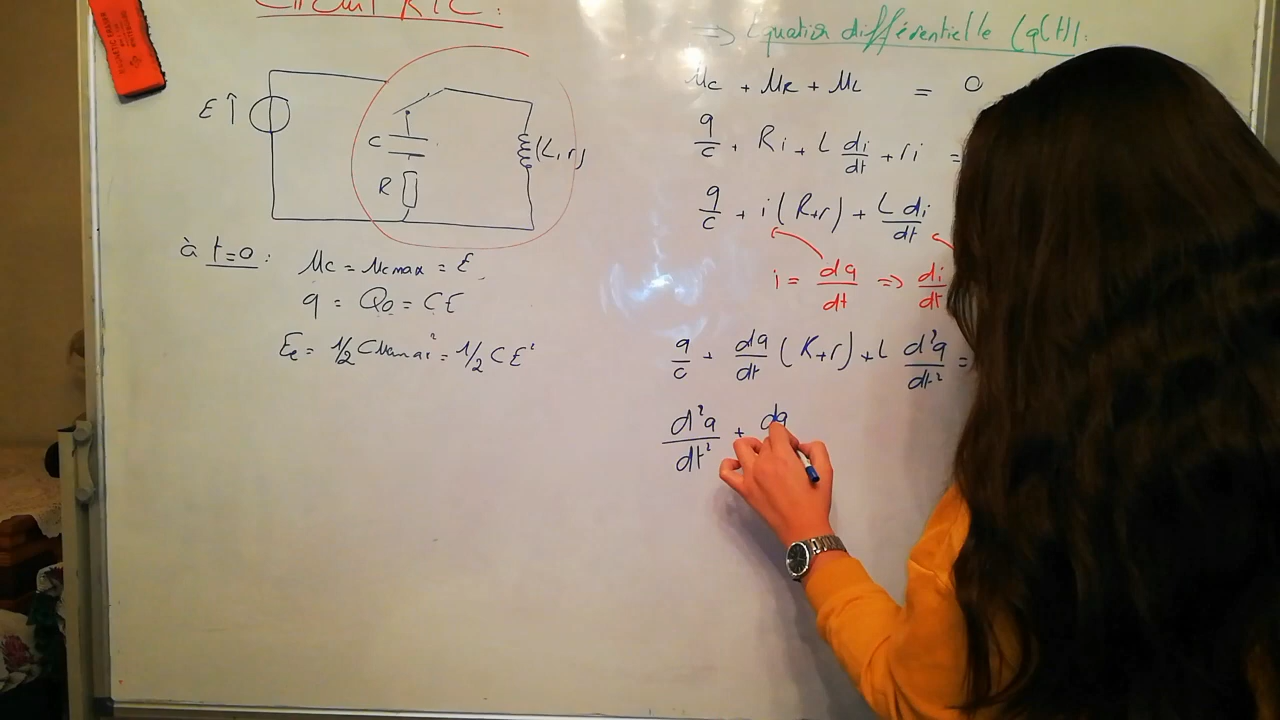 Circuit RLC:
E
C
(L, r)
R
à t=0 :
uc = ucmax = E
q = Q0 = CE
Ee = 1/2 C ucmax² = 1/2 CE²
=> Equation différentielle (q(t)):
uc + uR + uL = 0
q/c + Ri + L di/dt + ri =
q/c + i(R+r) + L di/dt
i = dq/dt => di/dt
q/c + dq/dt (R+r) + L d²q/dt² =
d²q/dt² + dq